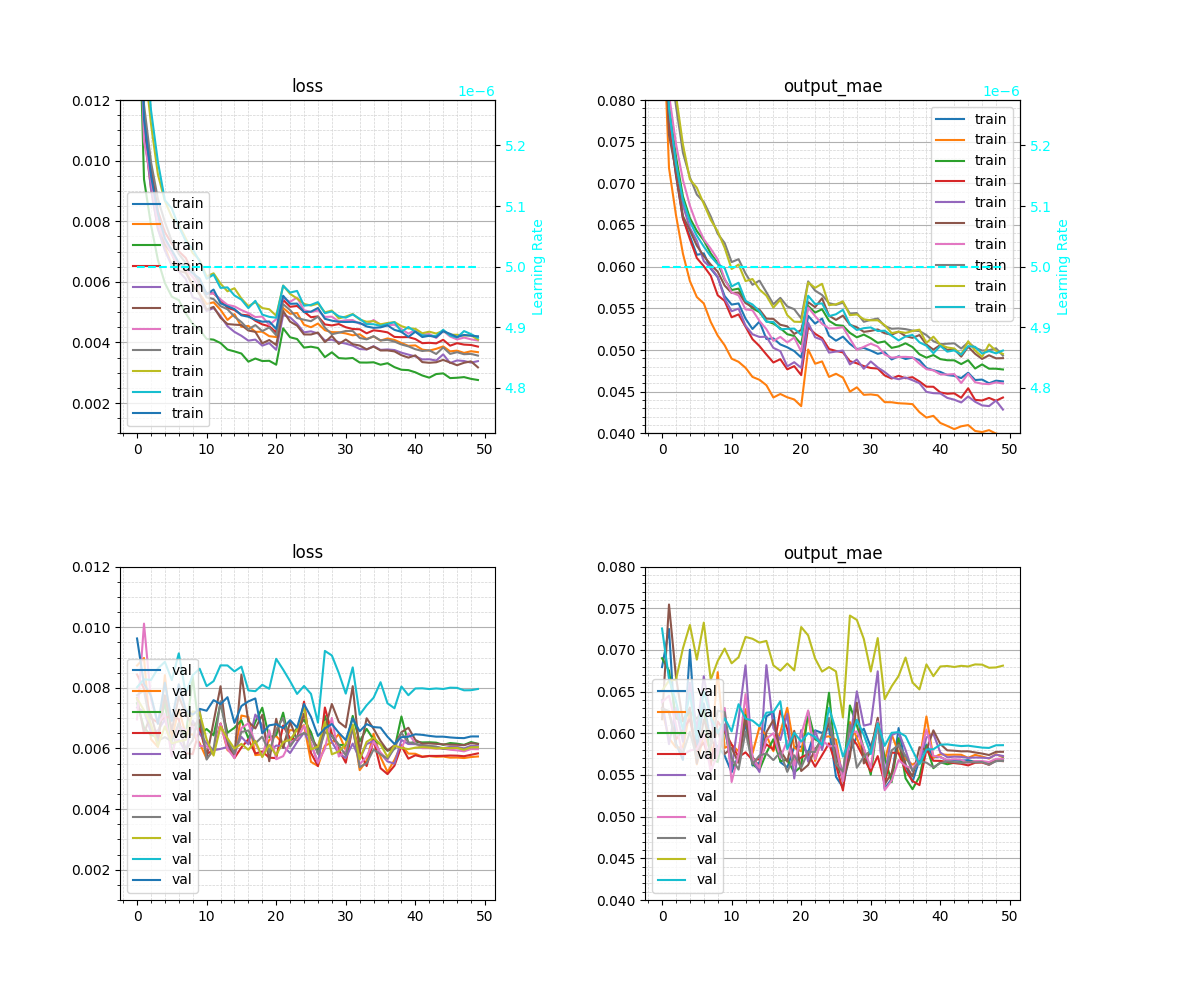 loss
1e−6
0.012
0.010
0.008
0.006
0.004
0.002
0
10
20
30
40
50
5.2
5.1
5.0
4.9
4.8
Learning Rate
train
train
train
train
train
train
train
train
train
train
train
output_mae
1e−6
0.080
0.075
0.070
0.065
0.060
0.055
0.050
0.045
0.040
0
10
20
30
40
50
5.2
5.1
5.0
4.9
4.8
Learning Rate
train
train
train
train
train
train
train
train
train
train
loss
0.012
0.010
0.008
0.006
0.004
0.002
0
10
20
30
40
50
val
val
val
val
val
val
val
val
val
val
val
output_mae
0.080
0.075
0.070
0.065
0.060
0.055
0.050
0.045
0.040
0
10
20
30
40
50
val
val
val
val
val
val
val
val
val
val